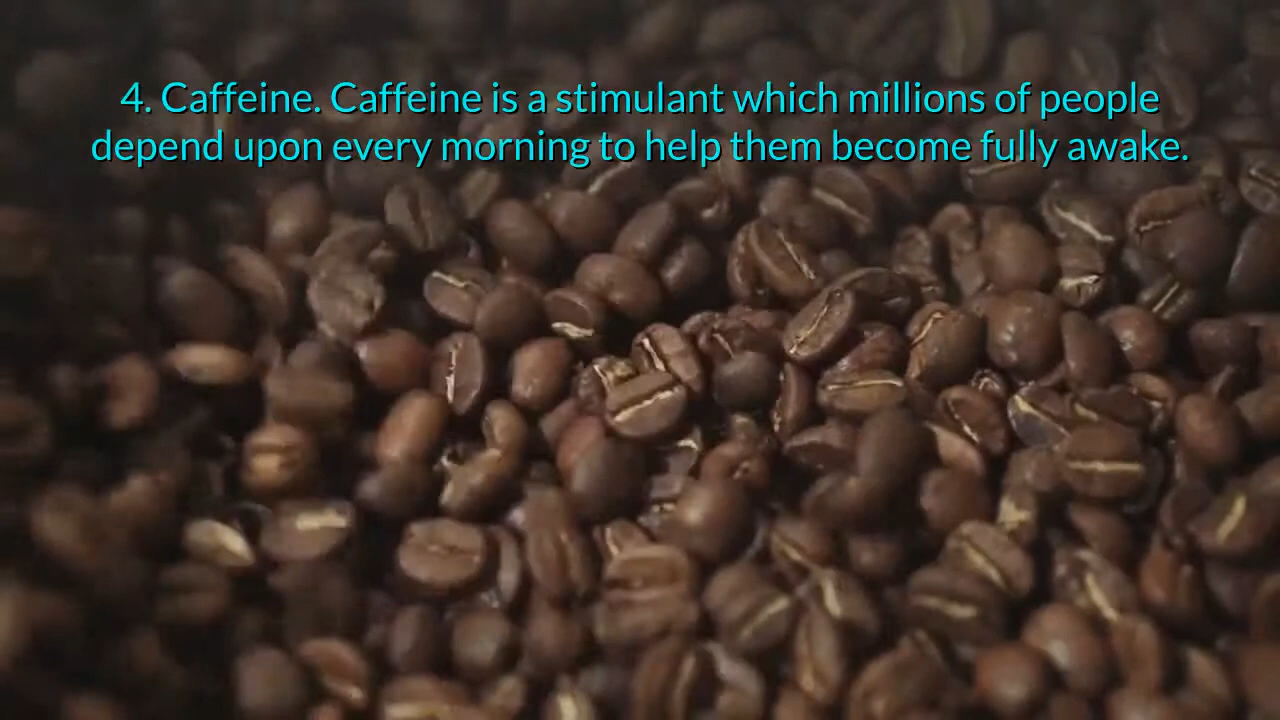 4. Caffeine. Caffeine is a stimulant which millions of people
depend upon every morning to help them become fully awake.